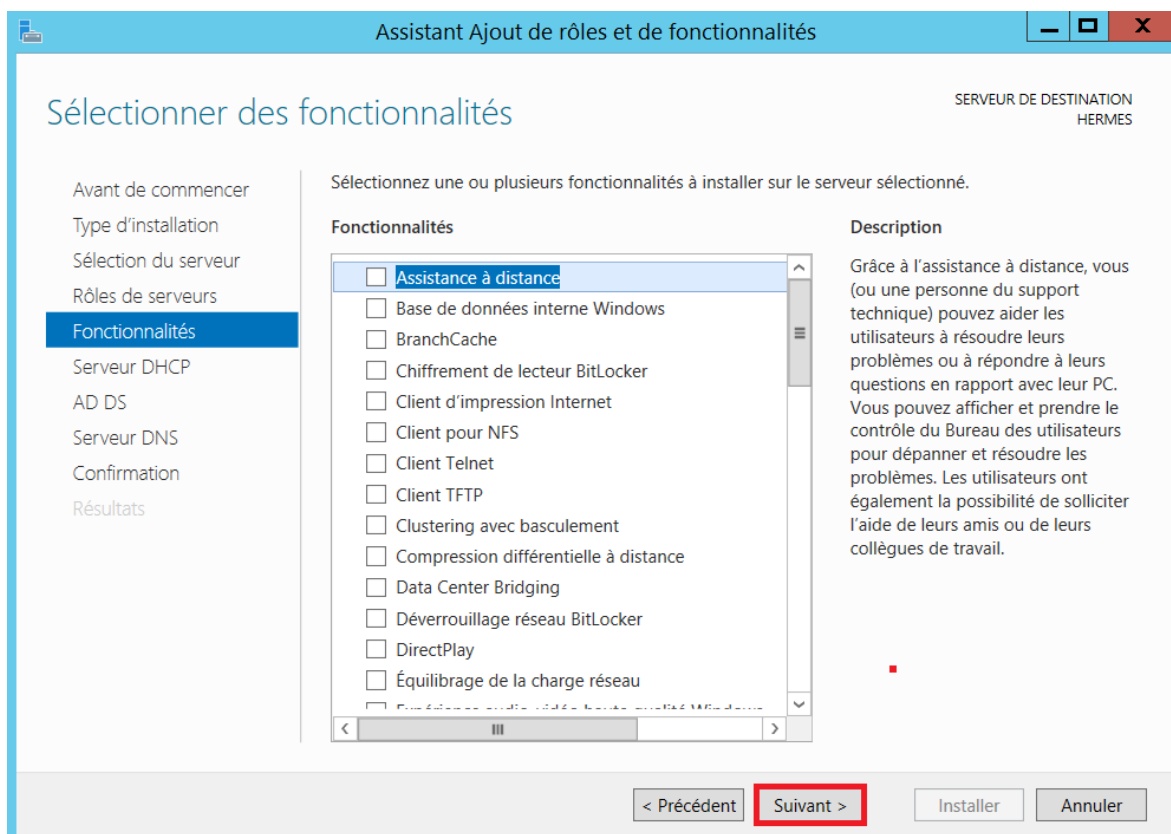 Assistant Ajout de rôles et de fonctionnalités
Sélectionner des fonctionnalités
SERVEUR DE DESTINATION
HERMES
Avant de commencer
Type d'installation
Sélection du serveur
Rôles de serveurs
Fonctionnalités
Serveur DHCP
AD DS
Serveur DNS
Confirmation
Résultats
Sélectionnez une ou plusieurs fonctionnalités à installer sur le serveur sélectionné.
Fonctionnalités
Assistance à distance
Base de données interne Windows
BranchCache
Chiffrement de lecteur BitLocker
Client d'impression Internet
Client pour NFS
Client Telnet
Client TFTP
Clustering avec basculement
Compression différentielle à distance
Data Center Bridging
Déverrouillage réseau BitLocker
DirectPlay
Équilibrage de la charge réseau
Description
Grâce à l'assistance à distance, vous
(ou une personne du support
technique) pouvez aider les
utilisateurs à résoudre leurs
problèmes ou à répondre à leurs
questions en rapport avec leur PC.
Vous pouvez afficher et prendre le
contrôle du Bureau des utilisateurs
pour dépanner et résoudre les
problèmes. Les utilisateurs ont
également la possibilité de solliciter
l'aide de leurs amis ou de leurs
collègues de travail.
< Précédent
Suivant >
Installer
Annuler